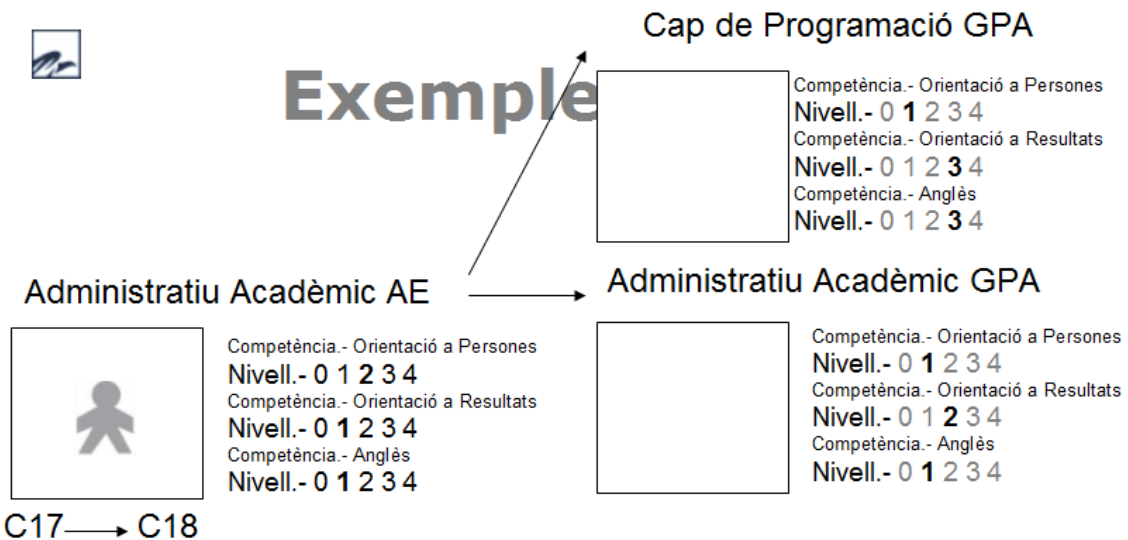 Cap de Programació GPA
Exemple
Competència.- Orientació a Persones
Nivell.- 0 1 2 3 4
Competència.- Orientació a Resultats
Nivell.- 0 1 2 3 4
Competència.- Anglès
Nivell.- 0 1 2 3 4
Administratiu Acadèmic AE
Competència.- Orientació a Persones
Nivell.- 0 1 2 3 4
Competència.- Orientació a Resultats
Nivell.- 0 1 2 3 4
Competència.- Anglès
Nivell.- 0 1 2 3 4
C17 → C18
Administratiu Acadèmic GPA
Competència.- Orientació a Persones
Nivell.- 0 1 2 3 4
Competència.- Orientació a Resultats
Nivell.- 0 1 2 3 4
Competència.- Anglès
Nivell.- 0 1 2 3 4